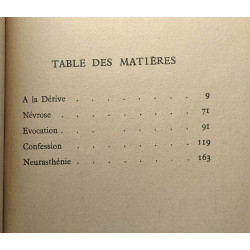 TABLE DES MATIÈRES
A la Dérive . . . . . . . 9
Névrose . . . . . . . 71
Evocation . . . . . . . 91
Confession . . . . . . . 119
Neurasthénie . . . . . . 163